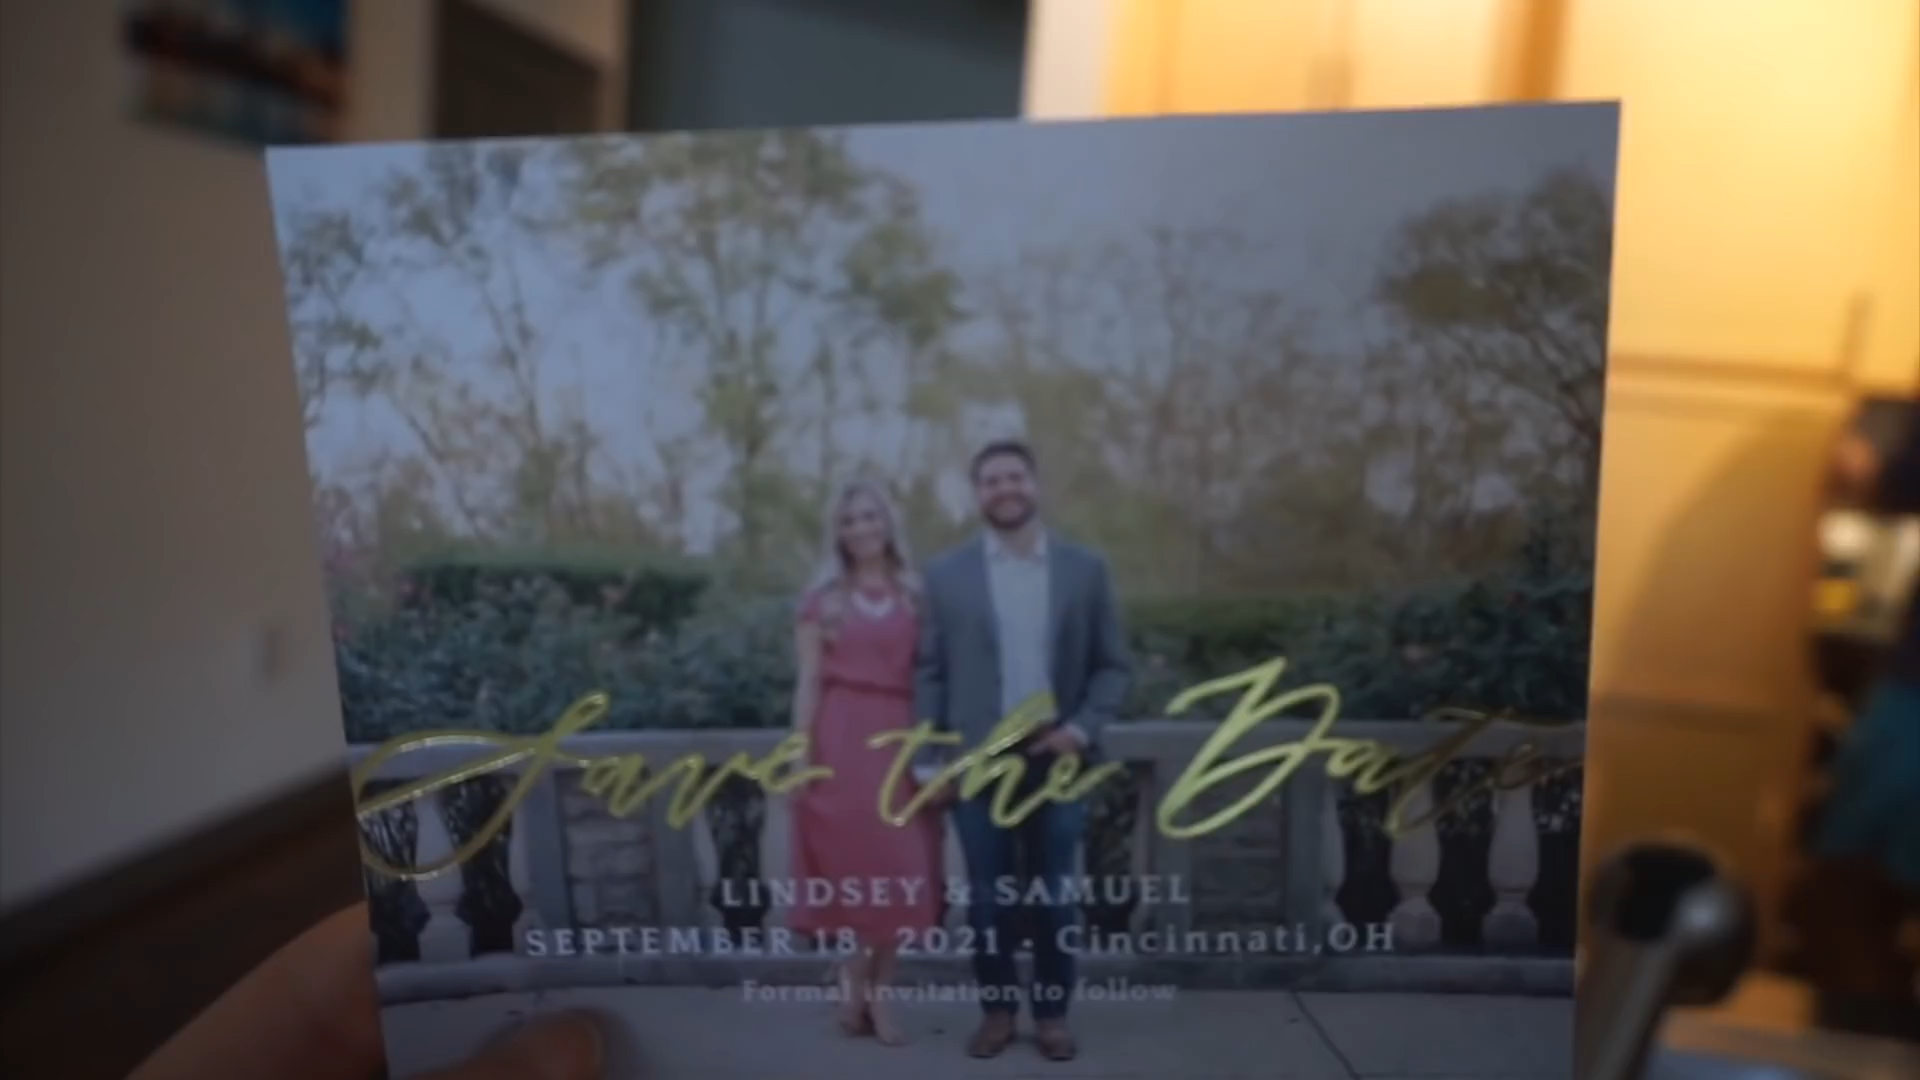 Save the Date
LINDSEY & SAMUEL
SEPTEMBER 18, 2021 . Cincinnati,OH
Formal invitation to follow